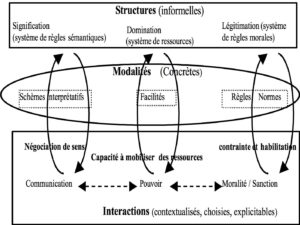 Structures (informelles)
Signification
(système de règles sémantiques)
Domination
(système de ressources)
Légitimation (système
de règles morales)
Modalités (Concrètes)
Schèmes interprétatifs
Facilités
Règles Normes
Négociation de sens
Capacité à mobiliser des ressources
contrainte et habilitation
Communication
Pouvoir
Moralité / Sanction
Interactions (contextualisés, choisies, explicitables)